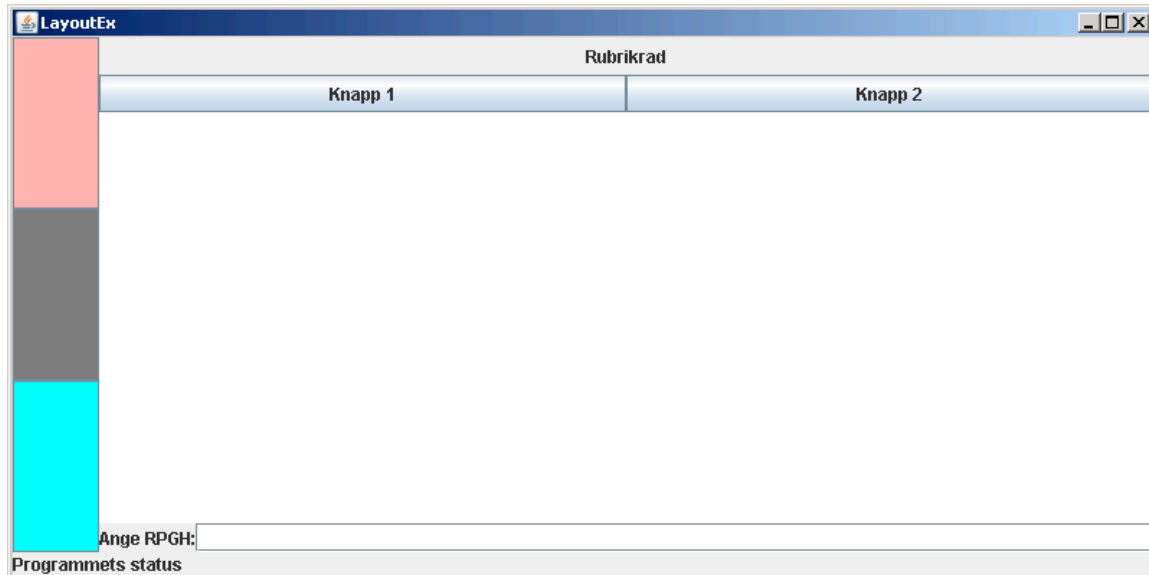 LayoutEx
Rubrikrad
Knapp 1 Knapp 2
Ange RPGH:
Programmets status